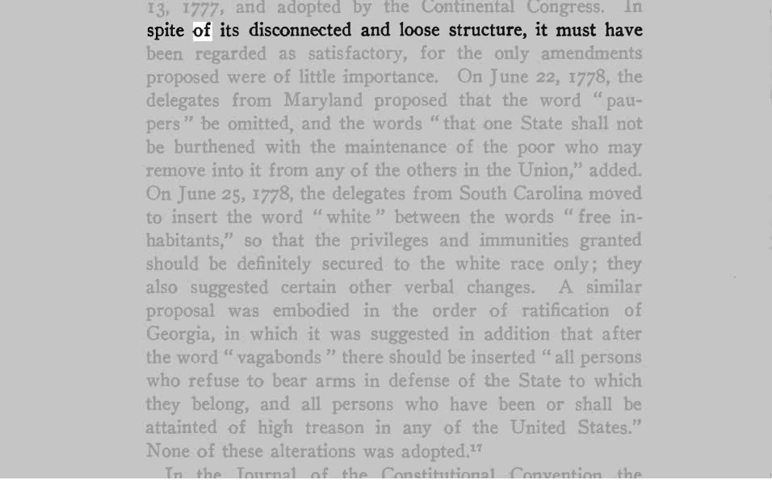 13, 1777, and adopted by the Continental Congress. In
spite of its disconnected and loose structure, it must have
been regarded as satisfactory, for the only amendments
proposed were of little importance. On June 22, 1778, the
delegates from Maryland proposed that the word “pau-
pers” be omitted, and the words “that one State shall not
be burthened with the maintenance of the poor who may
remove into it from any of the others in the Union,” added.
On June 25, 1778, the delegates from South Carolina moved
to insert the word “white” between the words “free in-
habitants,” so that the privileges and immunities granted
should be definitely secured to the white race only; they
also suggested certain other verbal changes. A similar
proposal was embodied in the order of ratification of
Georgia, in which it was suggested in addition that after
the word “vagabonds” there should be inserted “all persons
who refuse to bear arms in defense of the State to which
they belong, and all persons who have been or shall be
attainted of high treason in any of the United States.”
None of these alterations was adopted.¹⁷
In the Journal of the Constitutional Convention the